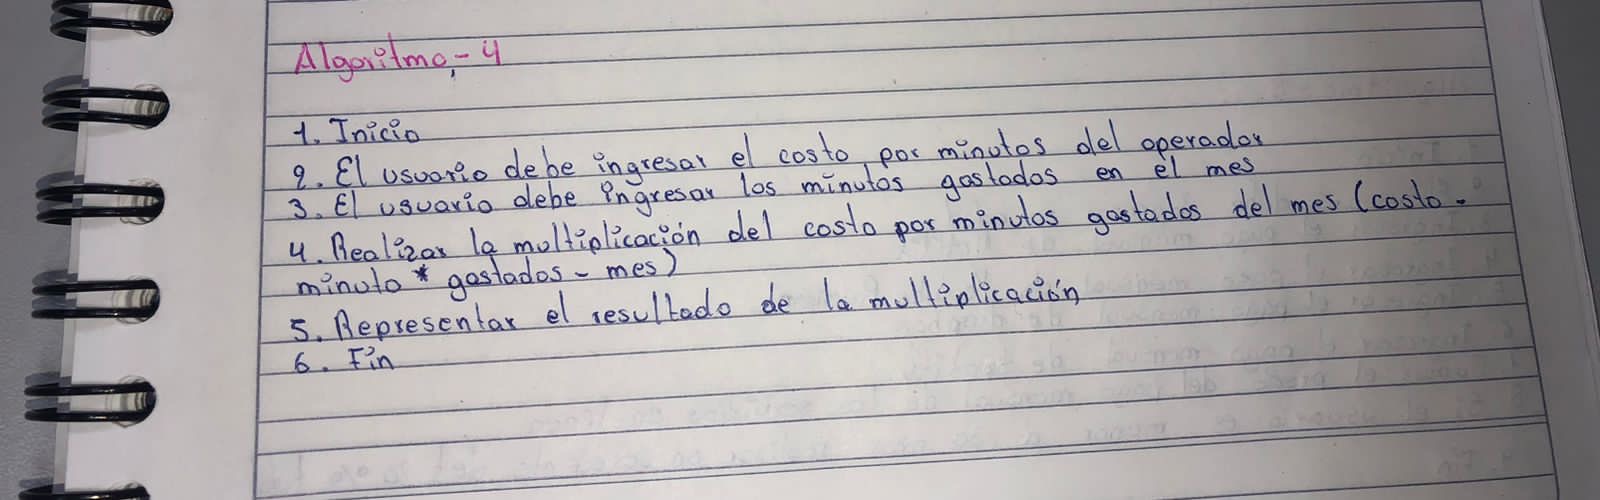 Algoritmo - 4
1. Inicio
2. El usuario debe ingresar el costo por minutos del operador
3. El usuario debe ingresar los minutos gastados en el mes
4. Realizar la multiplicación del costo por minutos gastados del mes (costo -
minuto * gastados - mes)
5. Representar el resultado de la multiplicación
6. Fin